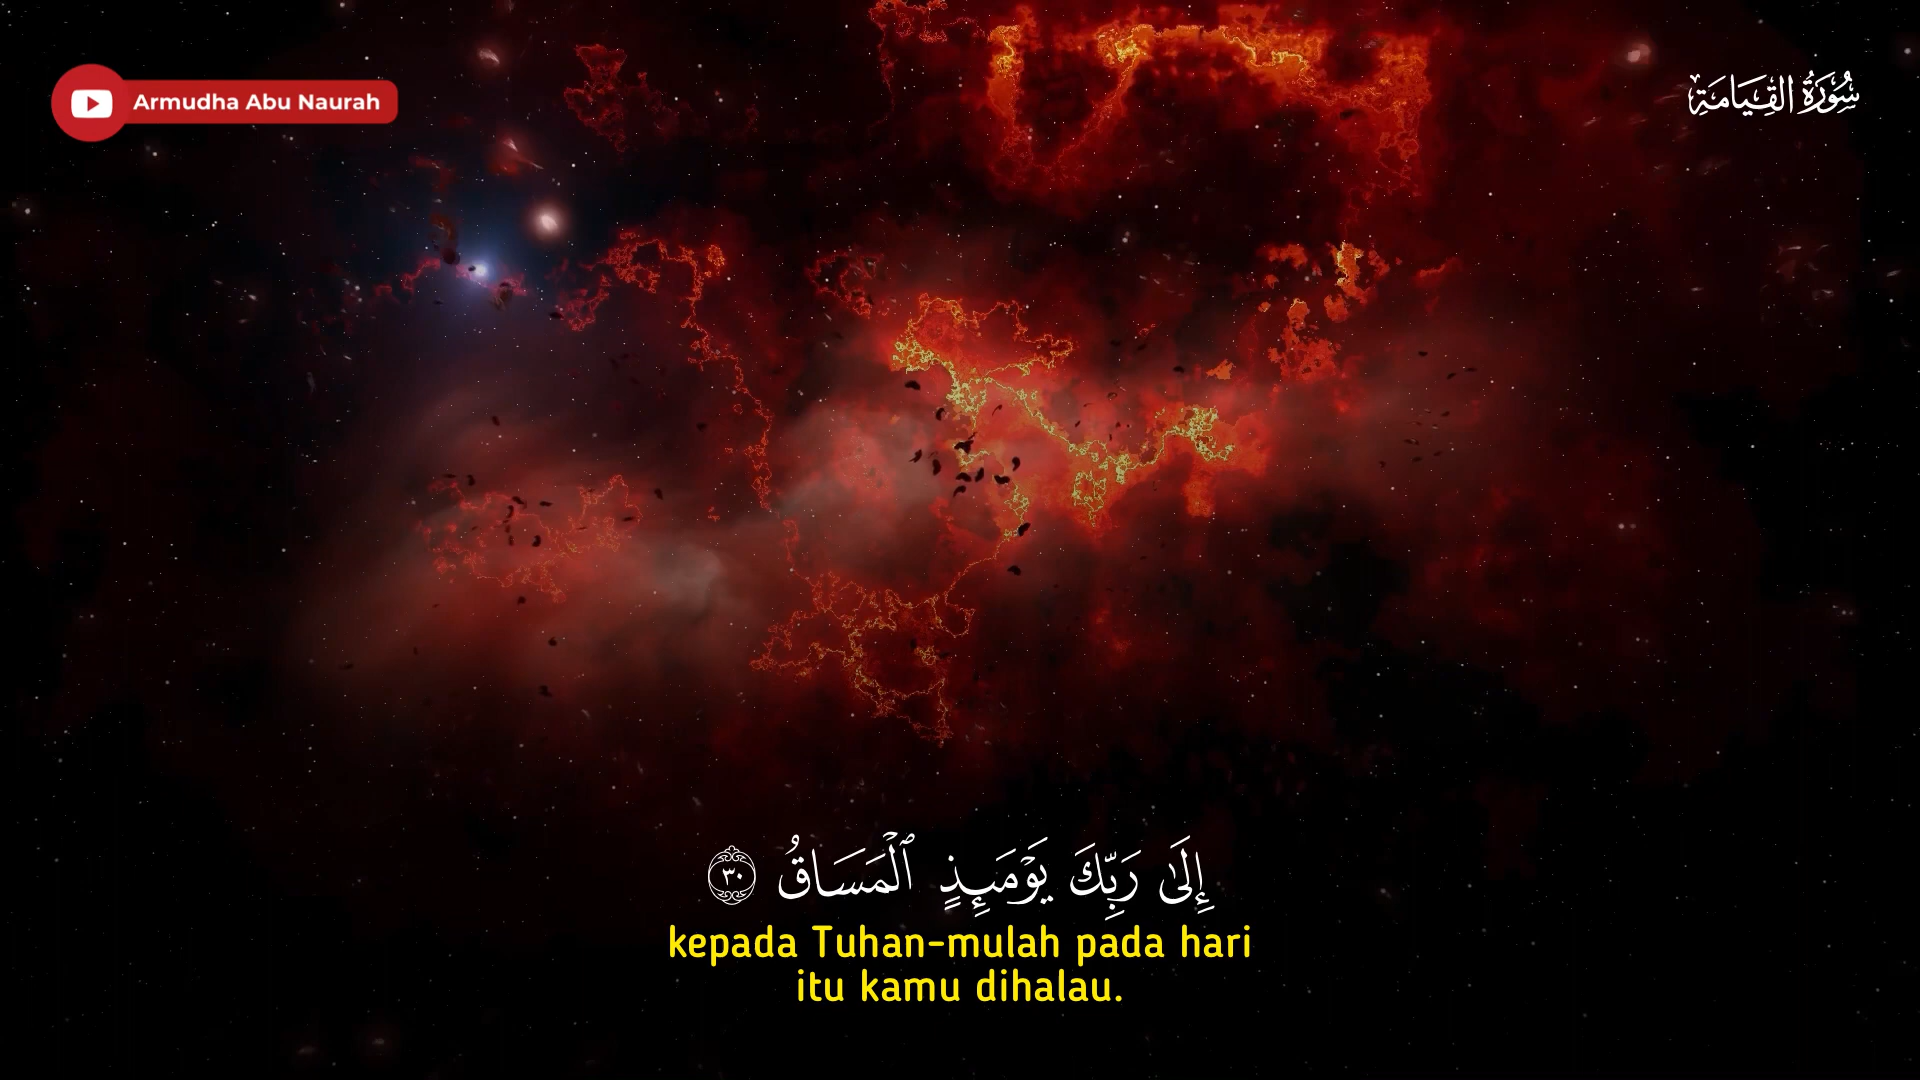 Armudha Abu Naurah
سُورَةُ القِيَامَةِ
إِلَىٰ رَبِّكَ يَوْمَئِذٍ ٱلْمَسَاقُ ٣٠
kepada Tuhan-mulah pada hari
itu kamu dihalau.